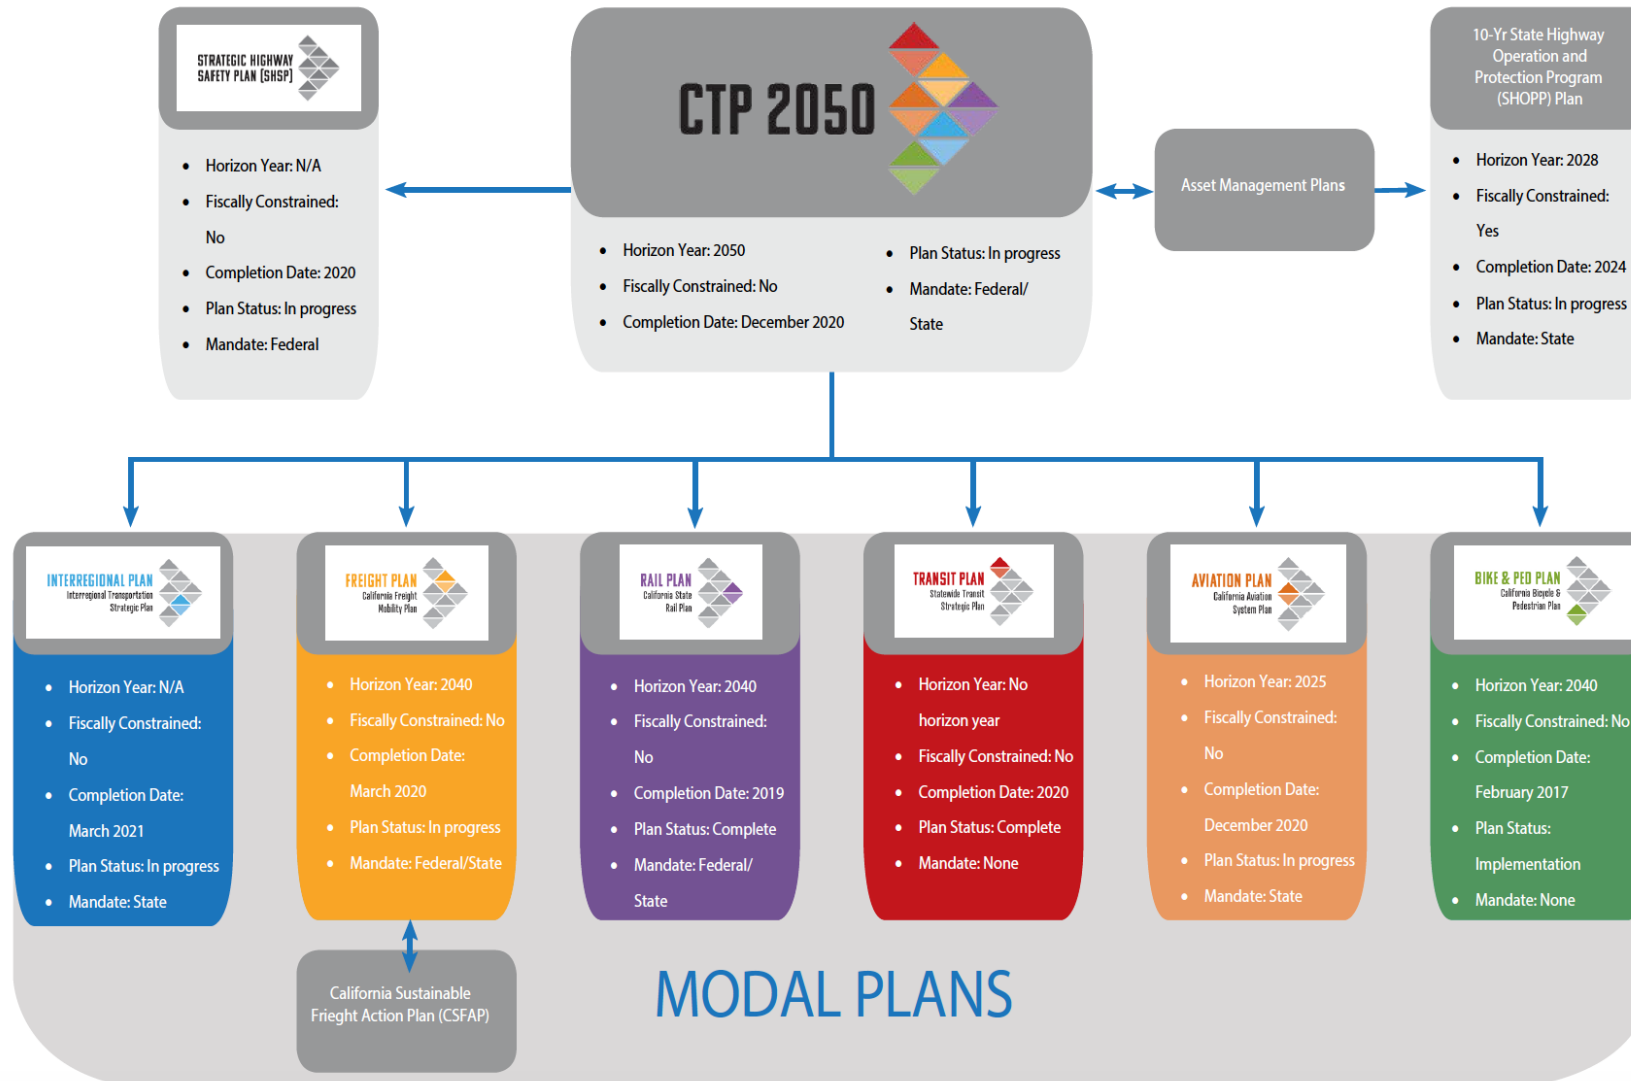 STRATEGIC HIGHWAY
SAFETY PLAN [SHSP]
• Horizon Year: N/A
• Fiscally Constrained:
No
• Completion Date: 2020
• Plan Status: In progress
• Mandate: Federal
CTP 2050
• Horizon Year: 2050
• Fiscally Constrained: No
• Completion Date: December 2020
• Plan Status: In progress
• Mandate: Federal/
State
Asset Management Plans
10-Yr State Highway
Operation and
Protection Program
(SHOPP) Plan
• Horizon Year: 2028
• Fiscally Constrained:
Yes
• Completion Date: 2024
• Plan Status: In progress
• Mandate: State
INTERREGIONAL PLAN
Interregional Transportation
Strategic Plan
• Horizon Year: N/A
• Fiscally Constrained:
No
• Completion Date:
March 2021
• Plan Status: In progress
• Mandate: State
FREIGHT PLAN
California Freight
Mobility Plan
• Horizon Year: 2040
• Fiscally Constrained: No
• Completion Date:
March 2020
• Plan Status: In progress
• Mandate: Federal/State
California Sustainable
Frieght Action Plan (CSFAP)
RAIL PLAN
California State
Rail Plan
• Horizon Year: 2040
• Fiscally Constrained:
No
• Completion Date: 2019
• Plan Status: Complete
• Mandate: Federal/
State
TRANSIT PLAN
Statewide Transit
Strategic Plan
• Horizon Year: No
horizon year
• Fiscally Constrained: No
• Completion Date: 2020
• Plan Status: Complete
• Mandate: None
AVIATION PLAN
California Aviation
System Plan
• Horizon Year: 2025
• Fiscally Constrained:
No
• Completion Date:
December 2020
• Plan Status: In progress
• Mandate: State
BIKE & PED PLAN
California Bicycle &
Pedestrian Plan
• Horizon Year: 2040
• Fiscally Constrained: No
• Completion Date:
February 2017
• Plan Status:
Implementation
• Mandate: None
MODAL PLANS